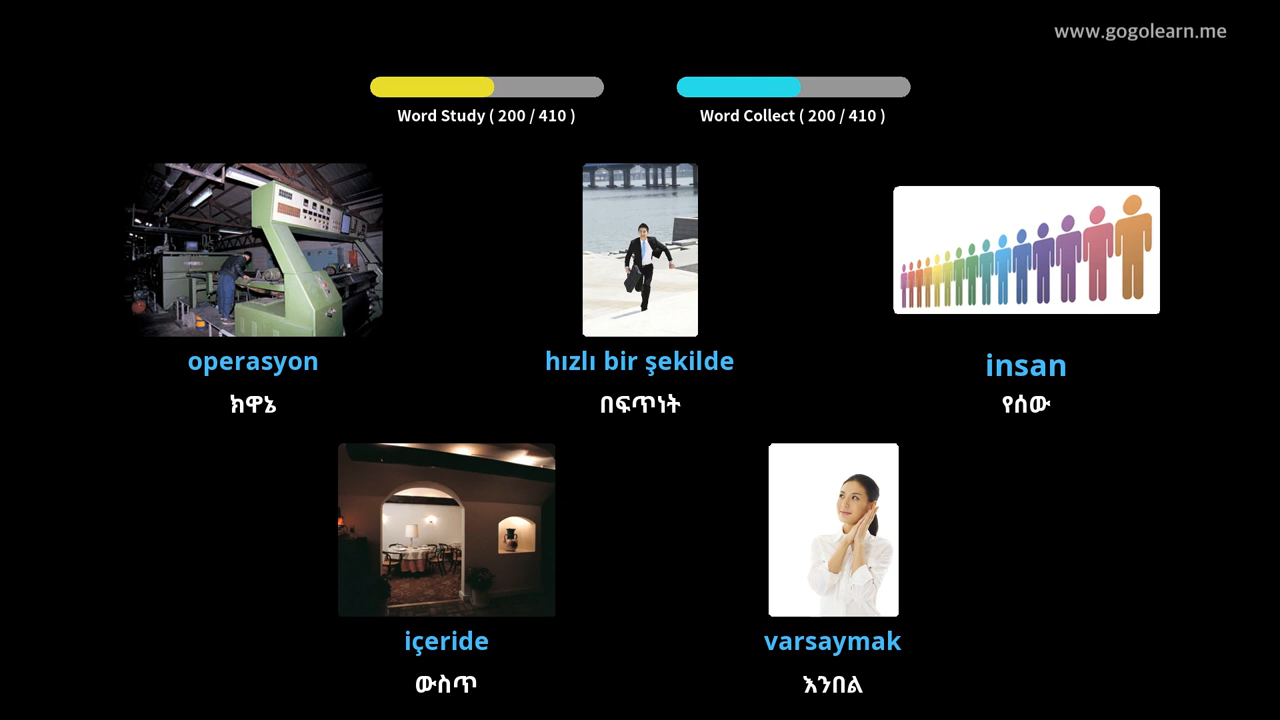 www.gogolearn.me
Word Study ( 200 / 410 )
Word Collect ( 200 / 410 )
operasyon
hızlı bir şekilde
insan
ክዋኔ
በፍጥነት
የሰው
içeride
varsaymak
ውስጥ
እንበል